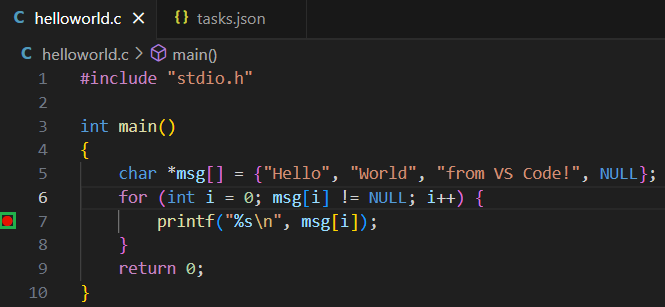 C helloworld.c ×
{} tasks.json
C helloworld.c > main()
1 #include "stdio.h"
2
3 int main()
4 {
5     char *msg[] = {"Hello", "World", "from VS Code!", NULL};
6     for (int i = 0; msg[i] != NULL; i++) {
7         printf("%s\n", msg[i]);
8     }
9     return 0;
10 }